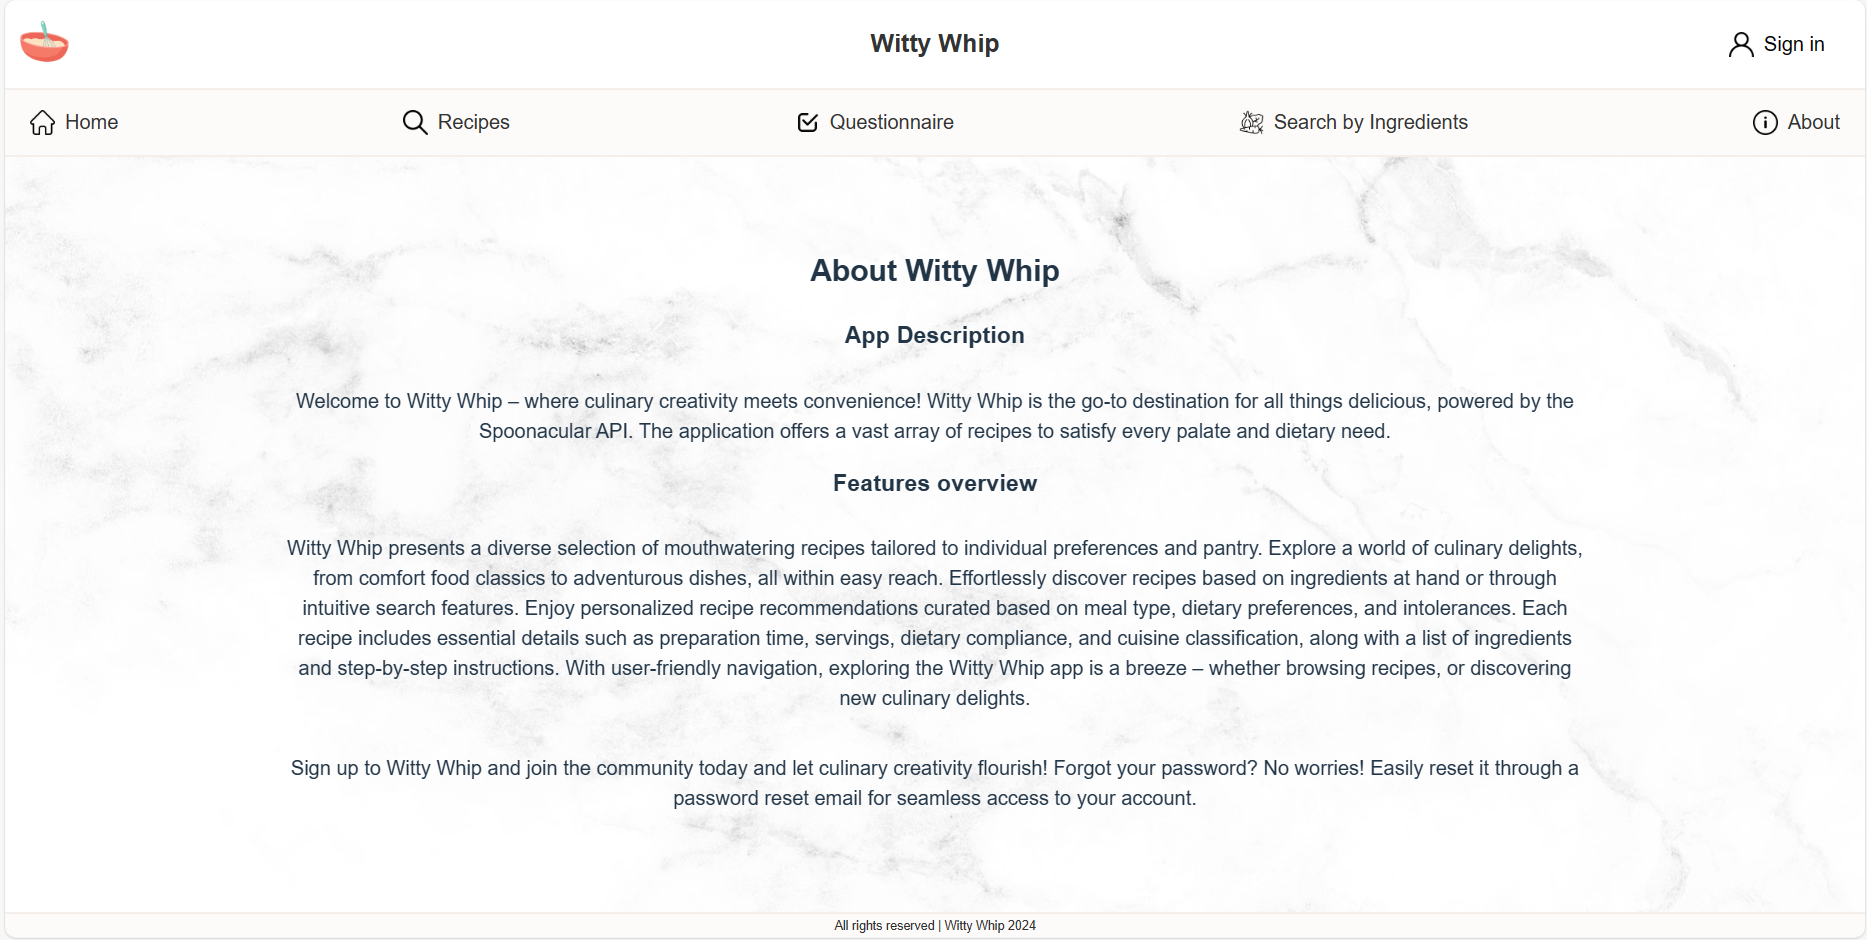 Witty Whip
Sign in
Home
Recipes
Questionnaire
Search by Ingredients
About
About Witty Whip
App Description
Welcome to Witty Whip – where culinary creativity meets convenience! Witty Whip is the go-to destination for all things delicious, powered by the
Spoonacular API. The application offers a vast array of recipes to satisfy every palate and dietary need.
Features overview
Witty Whip presents a diverse selection of mouthwatering recipes tailored to individual preferences and pantry. Explore a world of culinary delights,
from comfort food classics to adventurous dishes, all within easy reach. Effortlessly discover recipes based on ingredients at hand or through
intuitive search features. Enjoy personalized recipe recommendations curated based on meal type, dietary preferences, and intolerances. Each
recipe includes essential details such as preparation time, servings, dietary compliance, and cuisine classification, along with a list of ingredients
and step-by-step instructions. With user-friendly navigation, exploring the Witty Whip app is a breeze – whether browsing recipes, or discovering
new culinary delights.
Sign up to Witty Whip and join the community today and let culinary creativity flourish! Forgot your password? No worries! Easily reset it through a
password reset email for seamless access to your account.
All rights reserved | Witty Whip 2024